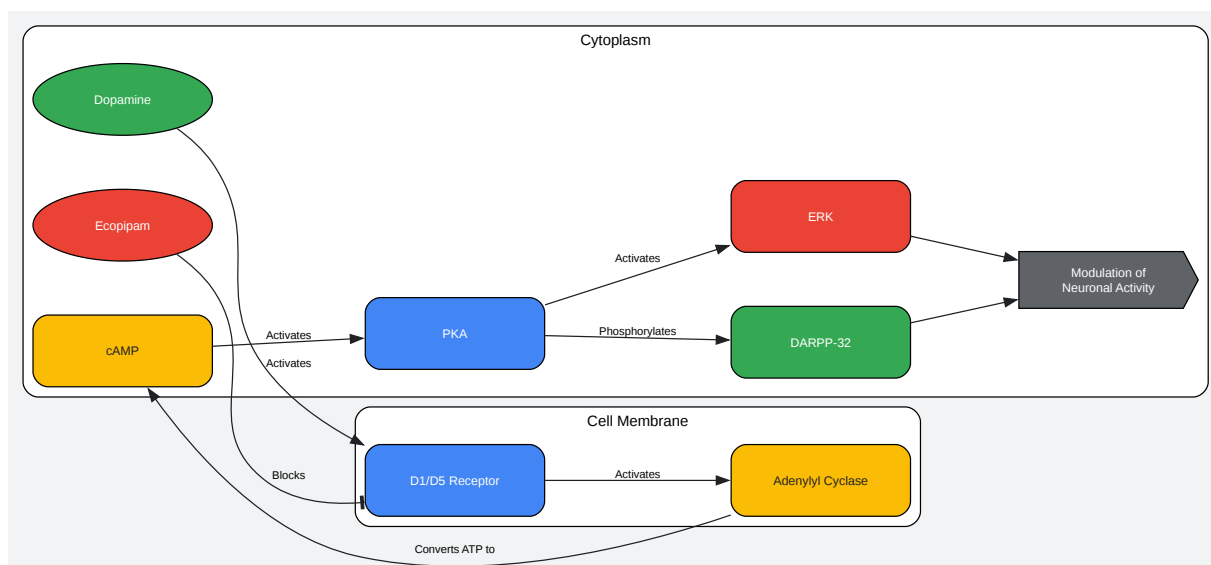 Cytoplasm
Dopamine
Ecopipam
ERK
Activates
Modulation of
Neuronal Activity
PKA
Activates
Phosphorylates
cAMP
DARPP-32
Activates
Cell Membrane
Blocks
D1/D5 Receptor
Activates
Adenylyl Cyclase
Converts ATP to